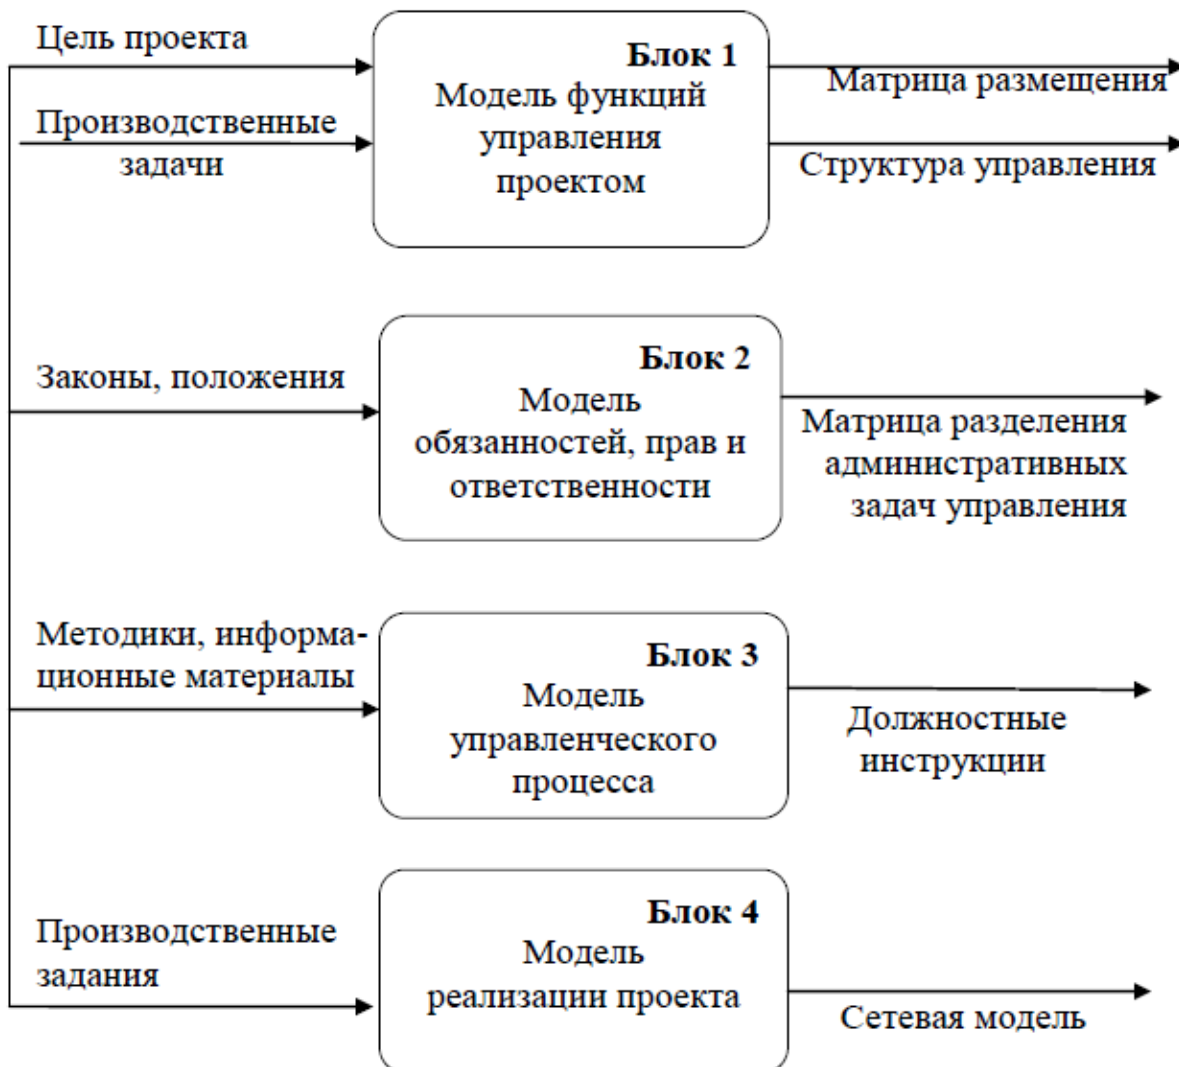 Цель проекта
Блок 1
Модель функций
управления
проектом
Матрица размещения
Производственные
задачи
Структура управления
Законы, положения
Блок 2
Модель
обязанностей, прав и
ответственности
Матрица разделения
административных
задач управления
Методики, информа-
ционные материалы
Блок 3
Модель
управленческого
процесса
Должностные
инструкции
Производственные
задания
Блок 4
Модель
реализации проекта
Сетевая модель